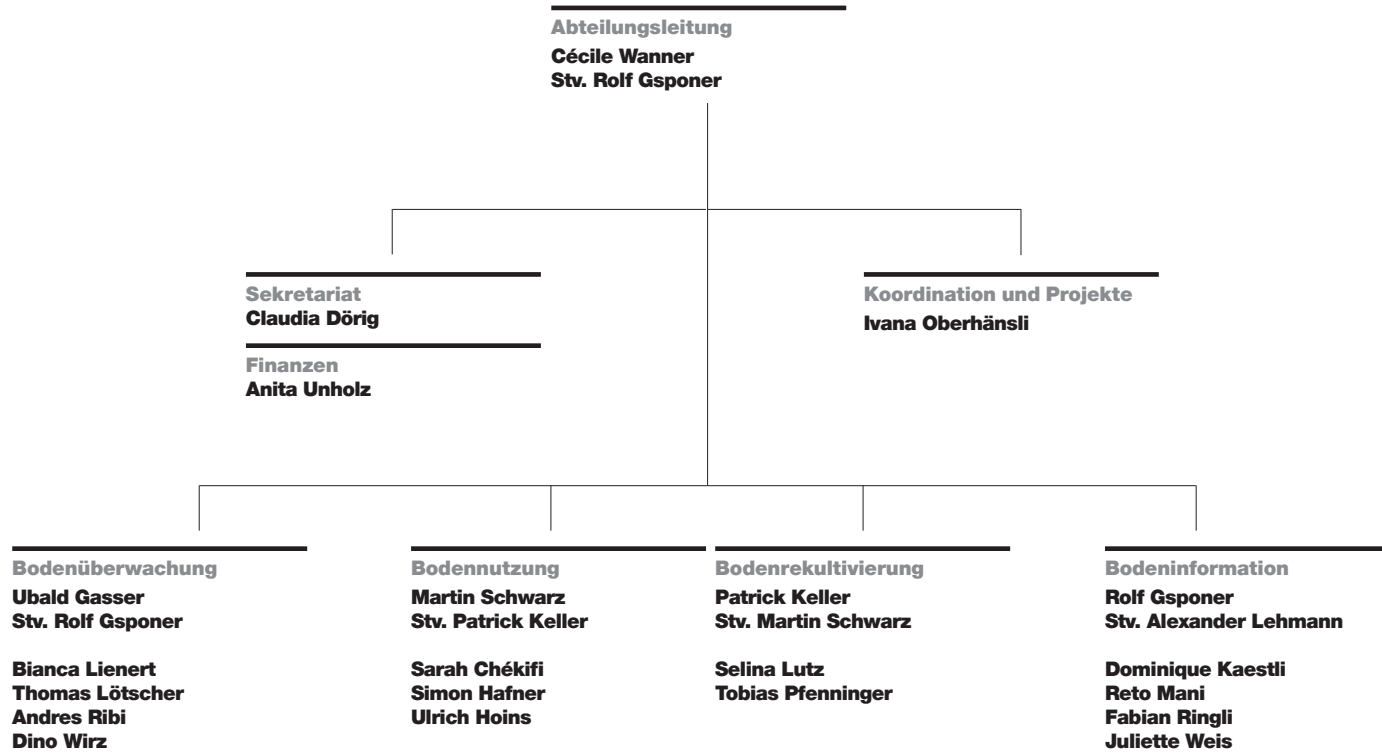 Abteilungsleitung
Cécile Wanner
Stv. Rolf Gsponer
Sekretariat
Claudia Dörig
Finanzen
Anita Unholz
Koordination und Projekte
Ivana Oberhänsli
Bodenüberwachung
Ubald Gasser
Stv. Rolf Gsponer
Bianca Lienert
Thomas Lötscher
Andres Ribi
Dino Wirz
Bodennutzung
Martin Schwarz
Stv. Patrick Keller
Sarah Chékifi
Simon Hafner
Ulrich Hoins
Bodenrekultivierung
Patrick Keller
Stv. Martin Schwarz
Selina Lutz
Tobias Pfenninger
Bodeninformation
Rolf Gsponer
Stv. Alexander Lehmann
Dominique Kaestli
Reto Mani
Fabian Ringli
Juliette Weis